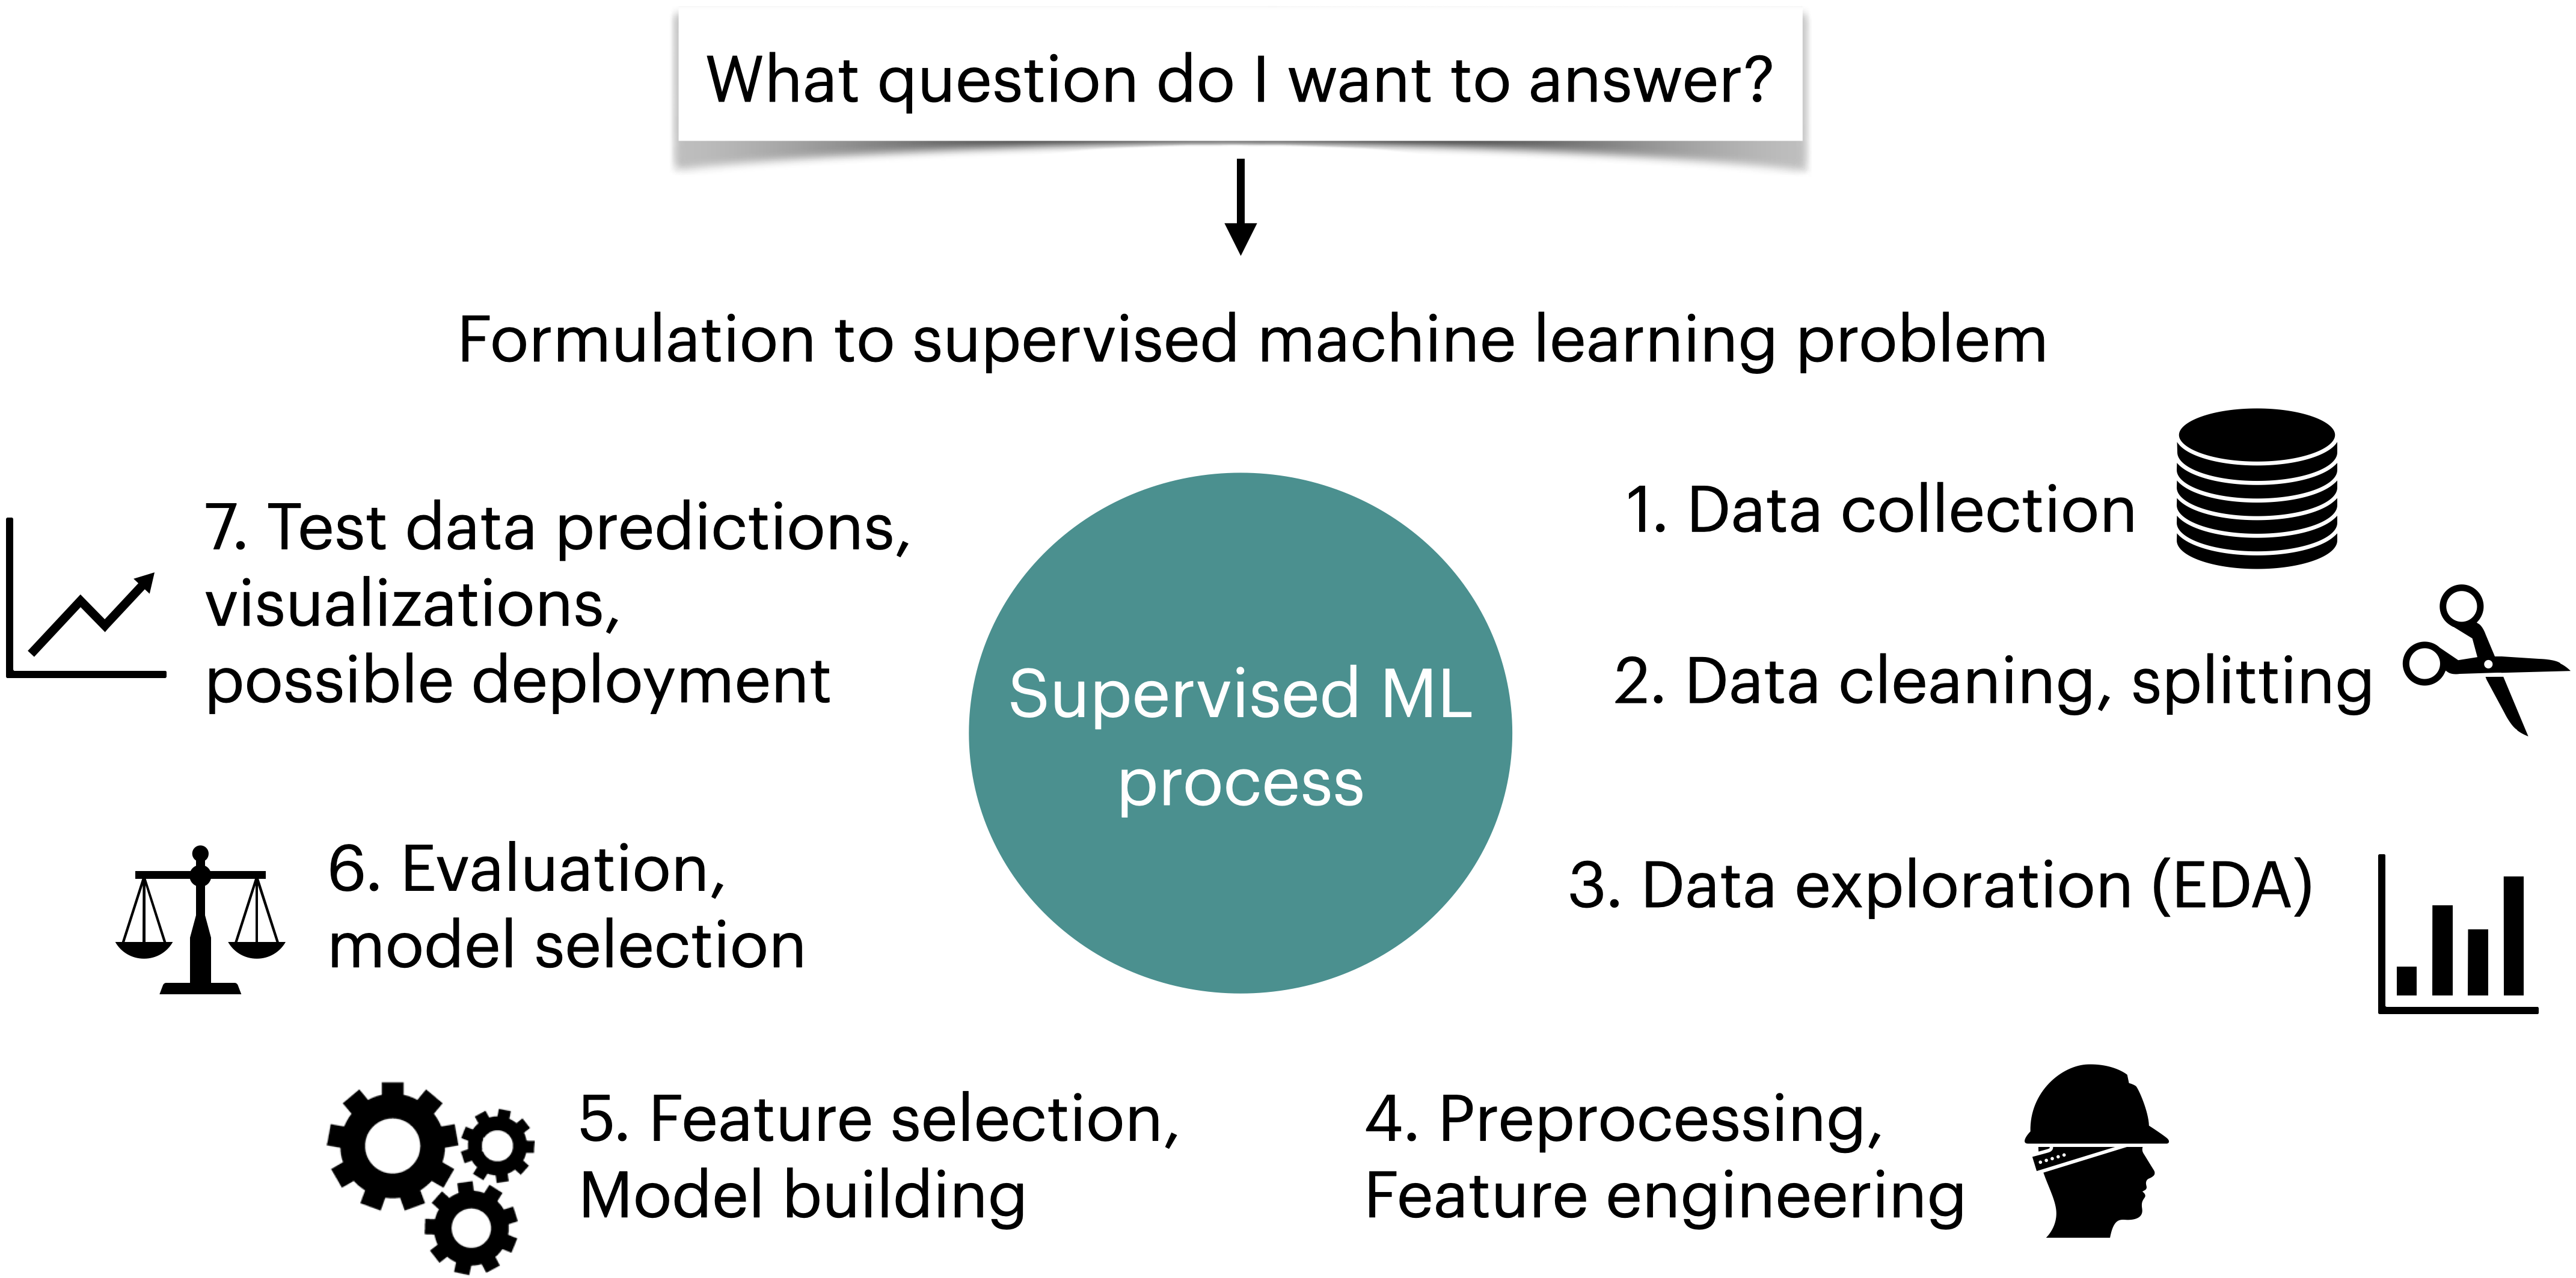 What question do I want to answer?
Formulation to supervised machine learning problem
Supervised ML
process
1. Data collection
2. Data cleaning, splitting
3. Data exploration (EDA)
4. Preprocessing,
Feature engineering
5. Feature selection,
Model building
6. Evaluation,
model selection
7. Test data predictions,
visualizations,
possible deployment